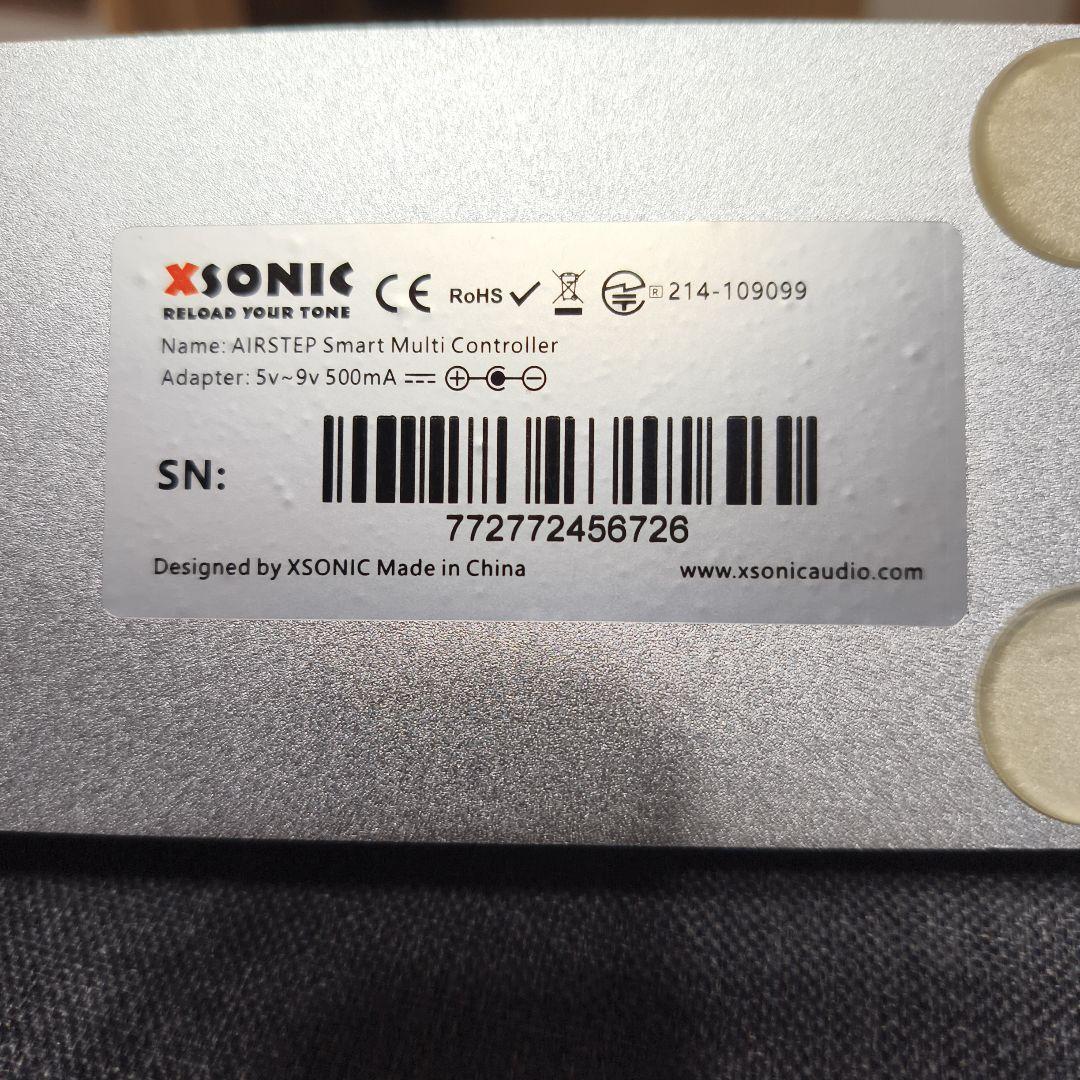 XSONIC
RELOAD YOUR TONE
CE RoHS R 214-109099
Name: AIRSTEP Smart Multi Controller
Adapter: 5v~9v 500mA
SN:
772772456726
Designed by XSONIC Made in China www.xsonicaudio.com